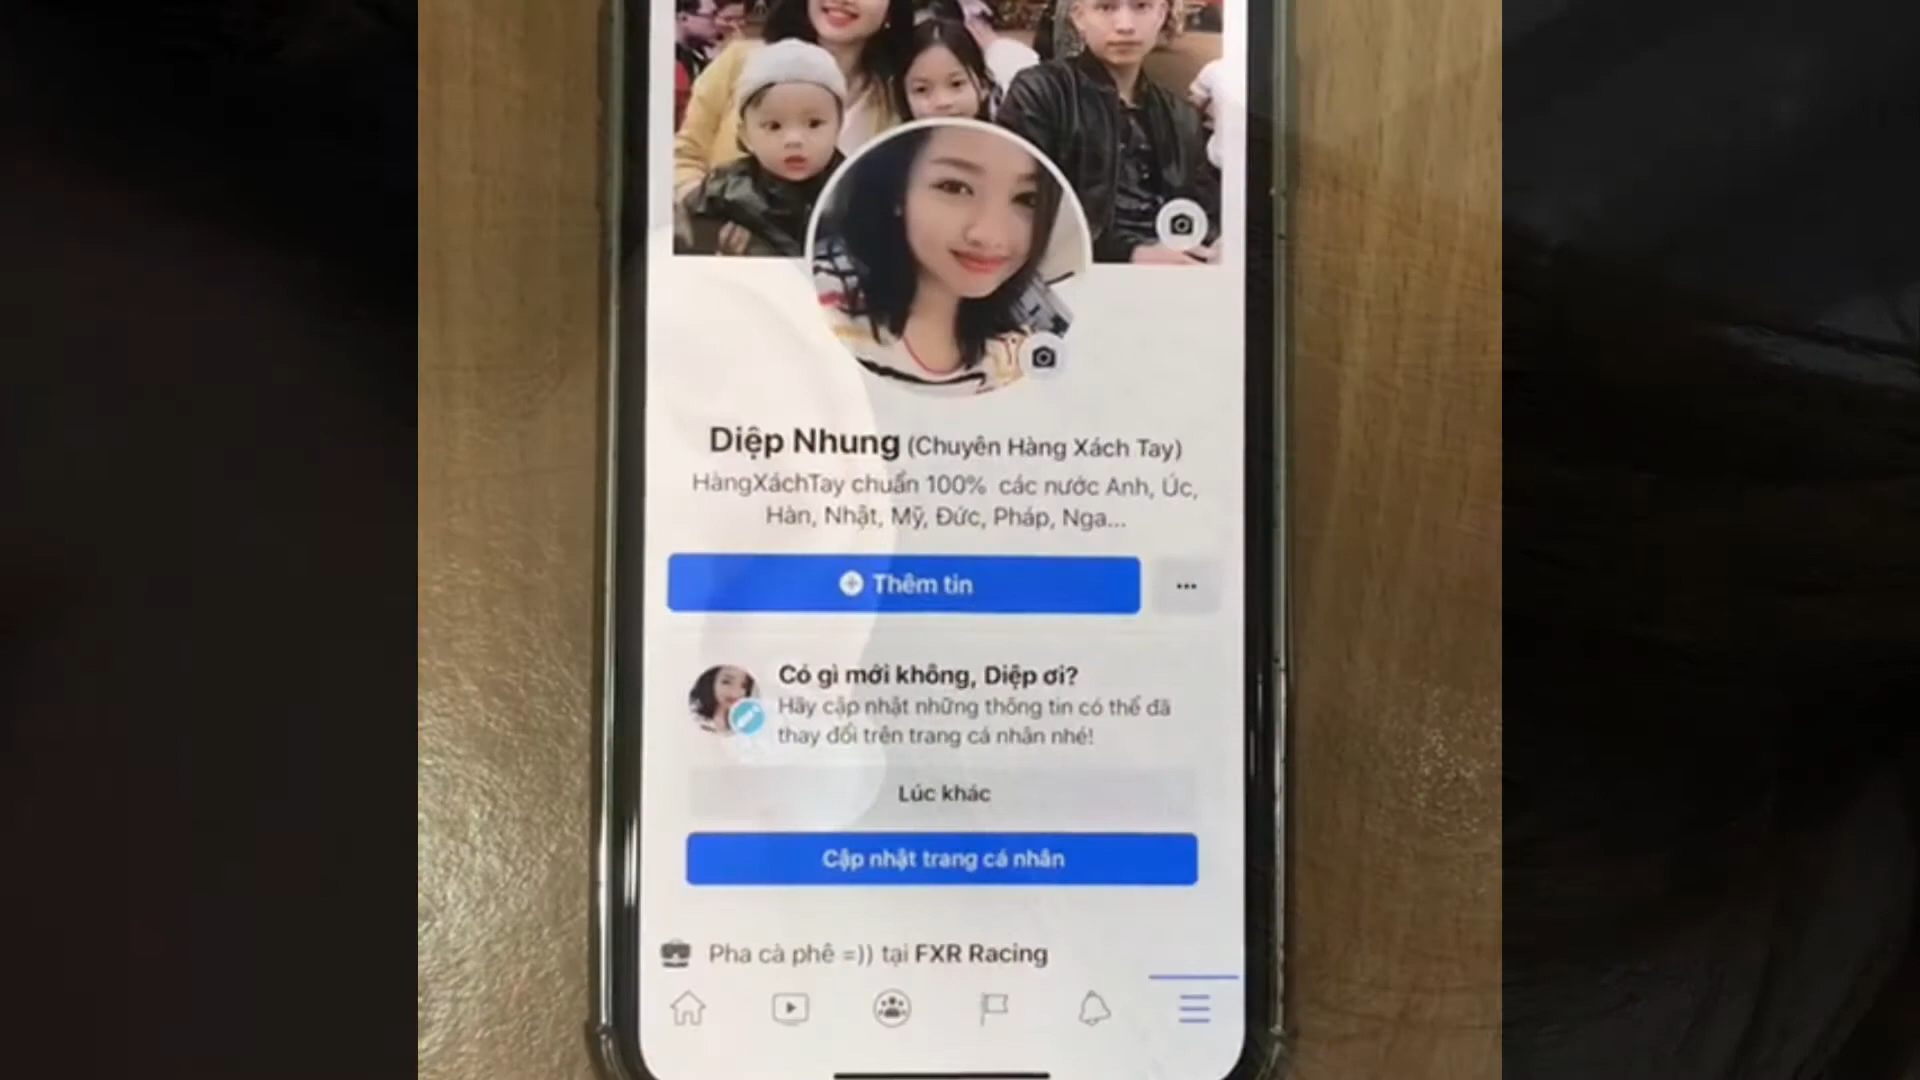 Diệp Nhung (Chuyên Hàng Xách Tay)
HàngXáchTay chuẩn 100% các nước Anh, Úc,
Hàn, Nhật, Mỹ, Đức, Pháp, Nga...
Thêm tin
Có gì mới không, Diệp ơi?
Hãy cập nhật những thông tin có thể đã
thay đổi trên trang cá nhân nhé!
Lúc khác
Cập nhật trang cá nhân
Pha cà phê =)) tại FXR Racing